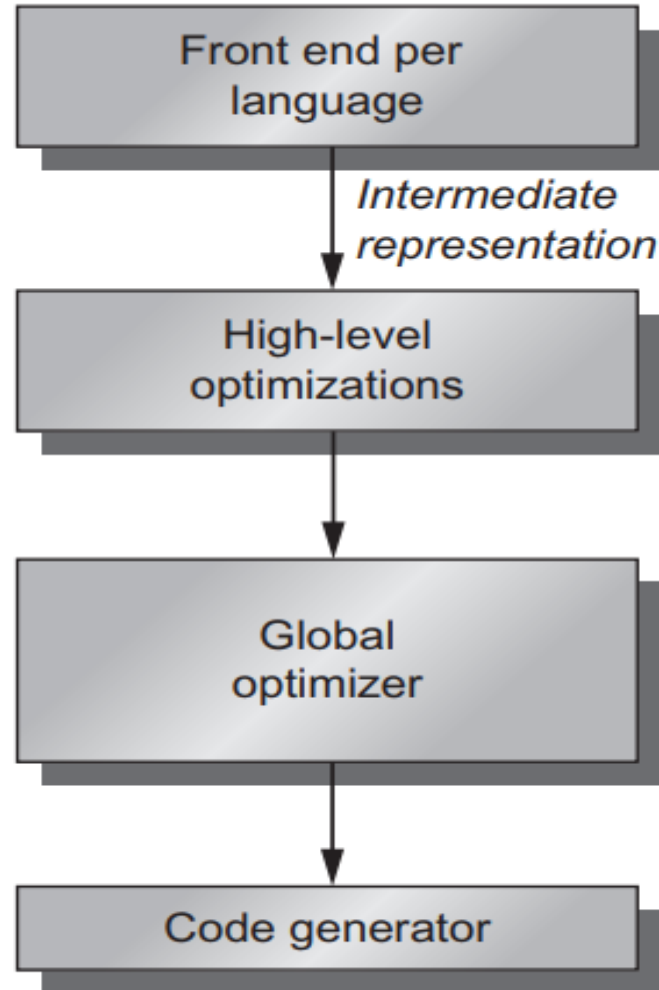 Front end per
language
Intermediate
representation
High-level
optimizations
Global
optimizer
Code generator